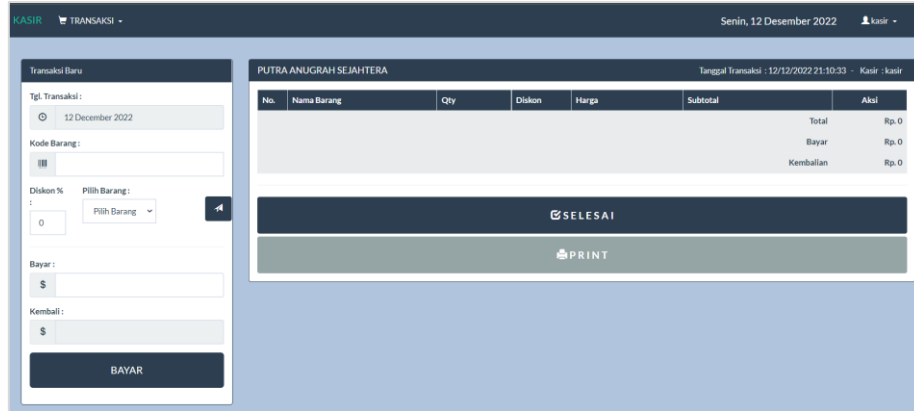 KASIR TRANSAKSI Senin, 12 Desember 2022 kasir
Transaksi Baru
Tgl. Transaksi :
12 December 2022
Kode Barang :
Diskon % Pilih Barang :
:
0 Pilih Barang
Bayar :
$
Kembali :
$
BAYAR
PUTRA ANUGRAH SEJAHTERA Tanggal Transaksi : 12/12/2022 21:10:33 - Kasir : kasir
No. Nama Barang Qty Diskon Harga Subtotal Aksi
Total Rp. 0
Bayar Rp. 0
Kembalian Rp. 0
SELESAI
PRINT